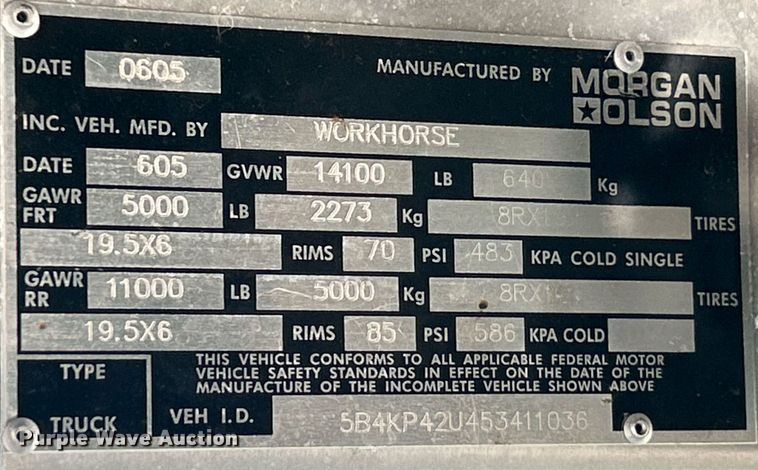 DATE 0605 MANUFACTURED BY MORGAN OLSON
INC. VEH. MFD. BY WORKHORSE
DATE 605 GVWR 14100 LB 640 Kg
GAWR FRT 5000 LB 2273 Kg TIRES
19.5X6 RIMS 70 PSI 483 KPA COLD SINGLE
GAWR RR 11000 LB 5000 Kg TIRES
19.5X6 RIMS 85 PSI 586 KPA COLD
TYPE TRUCK
THIS VEHICLE CONFORMS TO ALL APPLICABLE FEDERAL MOTOR
VEHICLE SAFETY STANDARDS IN EFFECT ON THE DATE OF THE
MANUFACTURE OF THE INCOMPLETE VEHICLE SHOWN ABOVE
VEH I.D. 5B4KP42U453411036
Purple Wave Auction